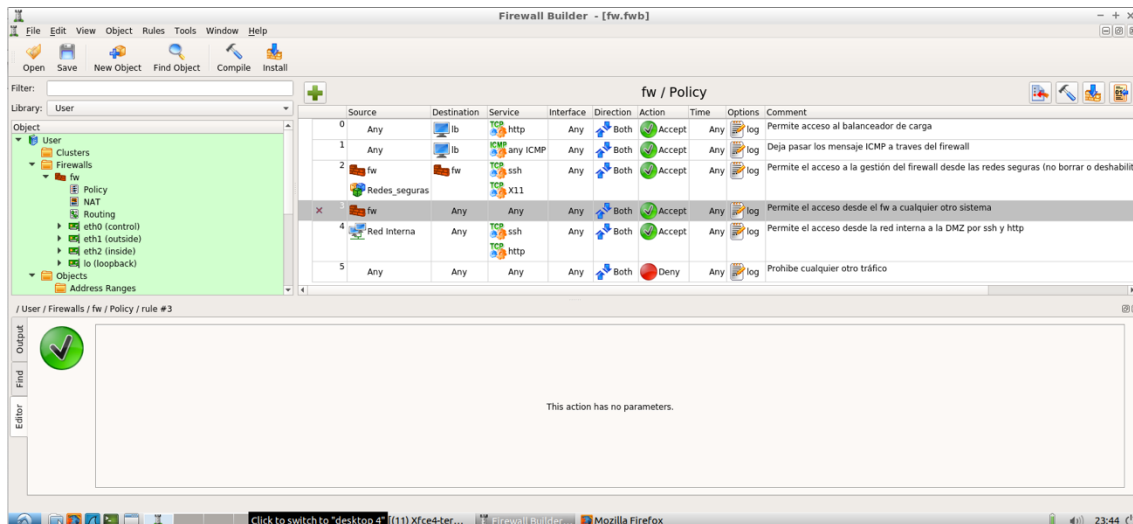 Firewall Builder - [fw.fwb]
File Edit View Object Rules Tools Window Help
Open Save New Object Find Object Compile Install
Filter:
fw / Policy
Library: User
Source Destination Service Interface Direction Action Time Options Comment
Object
0 Any lb TCP http Any Both Accept Any log Permite acceso al balanceador de carga
User
Clusters
1 Any lb ICMP any ICMP Any Both Accept Any log Deja pasar los mensaje ICMP a traves del firewall
Firewalls
2 fw fw TCP ssh Any Both Accept Any log Permite el acceso a la gestión del firewall desde las redes seguras (no borrar o deshabilit
fw
Policy
Redes_seguras TCP X11
NAT
3 fw Any Any Any Both Accept Any log Permite el acceso desde el fw a cualquier otro sistema
Routing
eth0 (control)
4 Red Interna Any TCP ssh Any Both Accept Any log Permite el acceso desde la red interna a la DMZ por ssh y http
eth1 (outside)
eth2 (inside)
TCP http
lo (loopback)
5 Any Any Any Any Both Deny Any log Prohibe cualquier otro tráfico
Objects
Address Ranges
/ User / Firewalls / fw / Policy / rule #3
Output
Find
Editor
This action has no parameters.
Click to switch to "desktop 4" [(11) Xfce4-ter... Firewall Builder Mozilla Firefox 23:44